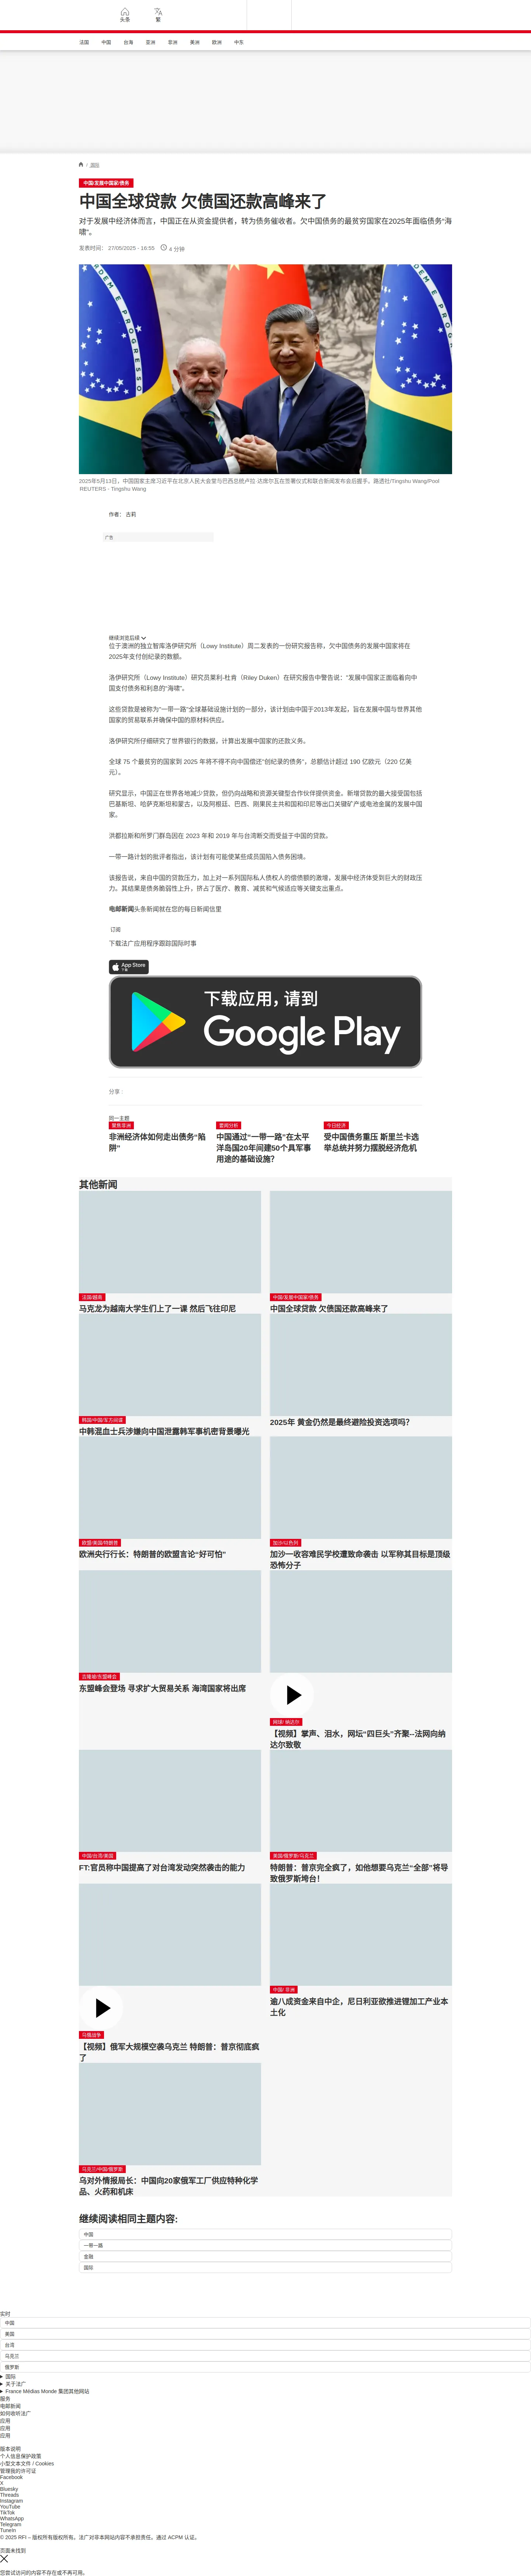 头条
繁
法国
中国
台海
亚洲
非洲
美洲
欧洲
中东
/ 国际
中国/发展中国家/债务
中国全球贷款 欠债国还款高峰来了
对于发展中经济体而言，中国正在从资金提供者，转为债务催收者。欠中国债务的最贫穷国家在2025年面临债务“海
啸”。
发表时间： 27/05/2025 - 16:55 4 分钟
2025年5月13日，中国国家主席习近平在北京人民大会堂与巴西总统卢拉·达席尔瓦在签署仪式和联合新闻发布会后握手。路透社/Tingshu Wang/Pool
REUTERS - Tingshu Wang
作者： 古莉
广告
继续浏览后续
位于澳洲的独立智库洛伊研究所（Lowy Institute）周二发表的一份研究报告称，欠中国债务的发展中国家将在
2025年支付创纪录的数额。
洛伊研究所（Lowy Institute）研究员莱利·杜肯（Riley Duken）在研究报告中警告说："发展中国家正面临着向中
国支付债务和利息的"海啸"。
这些贷款是被称为"一带一路"全球基础设施计划的一部分，该计划由中国于2013年发起，旨在发展中国与世界其他
国家的贸易联系并确保中国的原材料供应。
洛伊研究所仔细研究了世界银行的数据，计算出发展中国家的还款义务。
全球 75 个最贫穷的国家到 2025 年将不得不向中国偿还"创纪录的债务"，总额估计超过 190 亿欧元（220 亿美
元）。
研究显示，中国正在世界各地减少贷款，但仍向战略和资源关键型合作伙伴提供资金。新增贷款的最大接受国包括
巴基斯坦、哈萨克斯坦和蒙古，以及阿根廷、巴西、刚果民主共和国和印尼等出口关键矿产或电池金属的发展中国
家。
洪都拉斯和所罗门群岛因在 2023 年和 2019 年与台湾断交而受益于中国的贷款。
一带一路计划的批评者指出，该计划有可能使某些成员国陷入债务困境。
该报告说，来自中国的贷款压力，加上对一系列国际私人债权人的偿债额的激增，发展中经济体受到巨大的财政压
力。其结果是债务脆弱性上升，挤占了医疗、教育、减贫和气候适应等关键支出重点。
电邮新闻头条新闻就在您的每日新闻信里
订阅
下载法广应用程序跟踪国际时事
App Store
下载
下载应用，请到
Google Play
分享 :
同一主题
聚焦非洲
非洲经济体如何走出债务“陷
阱”
要闻分析
中国通过"一带一路"在太平
洋岛国20年间建50个具军事
用途的基础设施?
今日经济
受中国债务重压 斯里兰卡选
举总统并努力摆脱经济危机
其他新闻
法国/越南
马克龙为越南大学生们上了一课 然后飞往印尼
中国/发展中国家/债务
中国全球贷款 欠债国还款高峰来了
韩国/中国/军方间谍
中韩混血士兵涉嫌向中国泄露韩军事机密背景曝光
2025年 黄金仍然是最终避险投资选项吗？
欧盟/美国/特朗普
欧洲央行行长：特朗普的欧盟言论“好可怕”
加沙/以色列
加沙一收容难民学校遭致命袭击 以军称其目标是顶级
恐怖分子
吉隆坡/东盟峰会
东盟峰会登场 寻求扩大贸易关系 海湾国家将出席
网球/ 纳达尔
【视频】掌声、泪水，网坛“四巨头”齐聚--法网向纳
达尔致敬
中国/台湾/美国
FT:官员称中国提高了对台湾发动突然袭击的能力
美国/俄罗斯/乌克兰
特朗普：普京完全疯了，如他想要乌克兰“全部”将导
致俄罗斯垮台！
乌俄战争
【视频】俄军大规模空袭乌克兰 特朗普：普京彻底疯
了
中国/ 非洲
逾八成资金来自中企，尼日利亚欲推进锂加工产业本
土化
乌克兰/中国/俄罗斯
乌对外情报局长：中国向20家俄军工厂供应特种化学
品、火药和机床
继续阅读相同主题内容:
中国
一带一路
金融
国际
实时
中国
美国
台湾
乌克兰
俄罗斯
国际
关于法广
France Médias Monde 集团其他网站
服务
电邮新闻
如何收听法广
应用
应用
应用
版本说明
个人信息保护政策
小型文本文件 / Cookies
管理我的许可证
Facebook
X
Bluesky
Threads
Instagram
YouTube
TikTok
WhatsApp
Telegram
TuneIn
© 2025 RFI – 版权所有版权所有。法广对非本网站内容不承担责任。通过 ACPM 认证。
页面未找到
您尝试访问的内容不存在或不再可用。